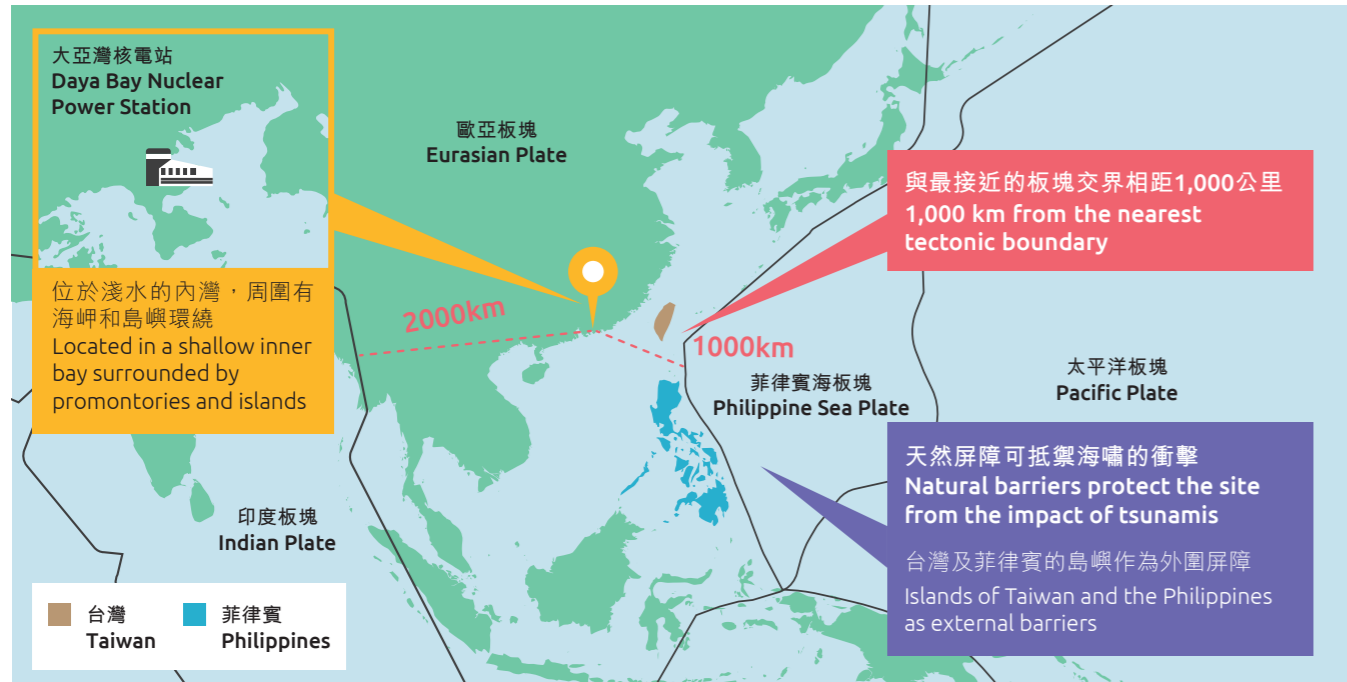 大亞灣核電站
Daya Bay Nuclear
Power Station
位於淺水的內灣，周圍有
海岬和島嶼環繞
Located in a shallow inner
bay surrounded by
promontories and islands
歐亞板塊
Eurasian Plate
與最接近的板塊交界相距1,000公里
1,000 km from the nearest
tectonic boundary
2000km
1000km
菲律賓海板塊
Philippine Sea Plate
太平洋板塊
Pacific Plate
天然屏障可抵禦海嘯的衝擊
Natural barriers protect the site
from the impact of tsunamis
台灣及菲律賓的島嶼作為外圍屏障
Islands of Taiwan and the Philippines
as external barriers
印度板塊
Indian Plate
台灣
Taiwan
菲律賓
Philippines